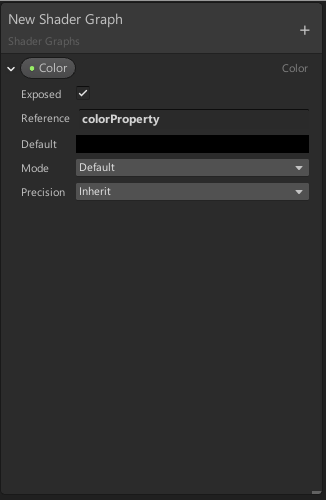 New Shader Graph
Shader Graphs
Color Color
Exposed
Reference colorProperty
Default
Mode Default
Precision Inherit